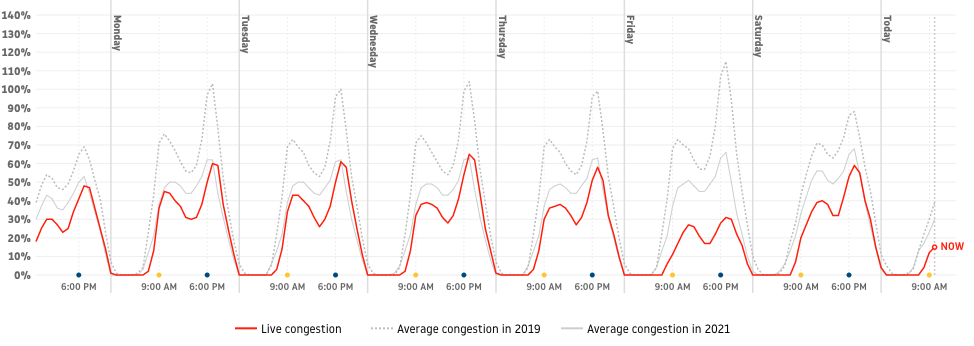 140%
130%
120%
110%
100%
90%
80%
70%
60%
50%
40%
30%
20%
10%
0%
Monday
Tuesday
Wednesday
Thursday
Friday
Saturday
Today
NOW
6:00 PM 9:00 AM 6:00 PM 9:00 AM 6:00 PM 9:00 AM 6:00 PM 9:00 AM 6:00 PM 9:00 AM 6:00 PM 9:00 AM 6:00 PM 9:00 AM
Live congestion Average congestion in 2019 Average congestion in 2021